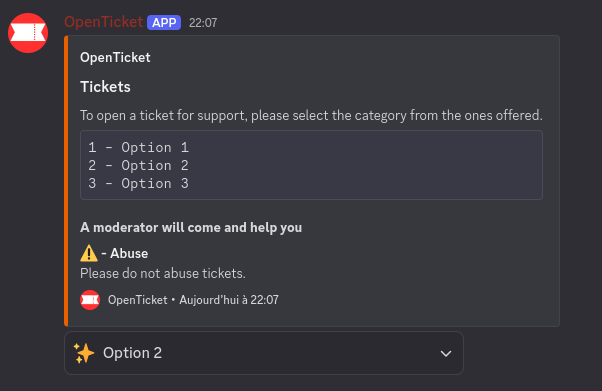 OpenTicket APP 22:07
OpenTicket
Tickets
To open a ticket for support, please select the category from the ones offered.
1 - Option 1
2 - Option 2
3 - Option 3
A moderator will come and help you
⚠️ - Abuse
Please do not abuse tickets.
OpenTicket • Aujourd'hui à 22:07
✨ Option 2